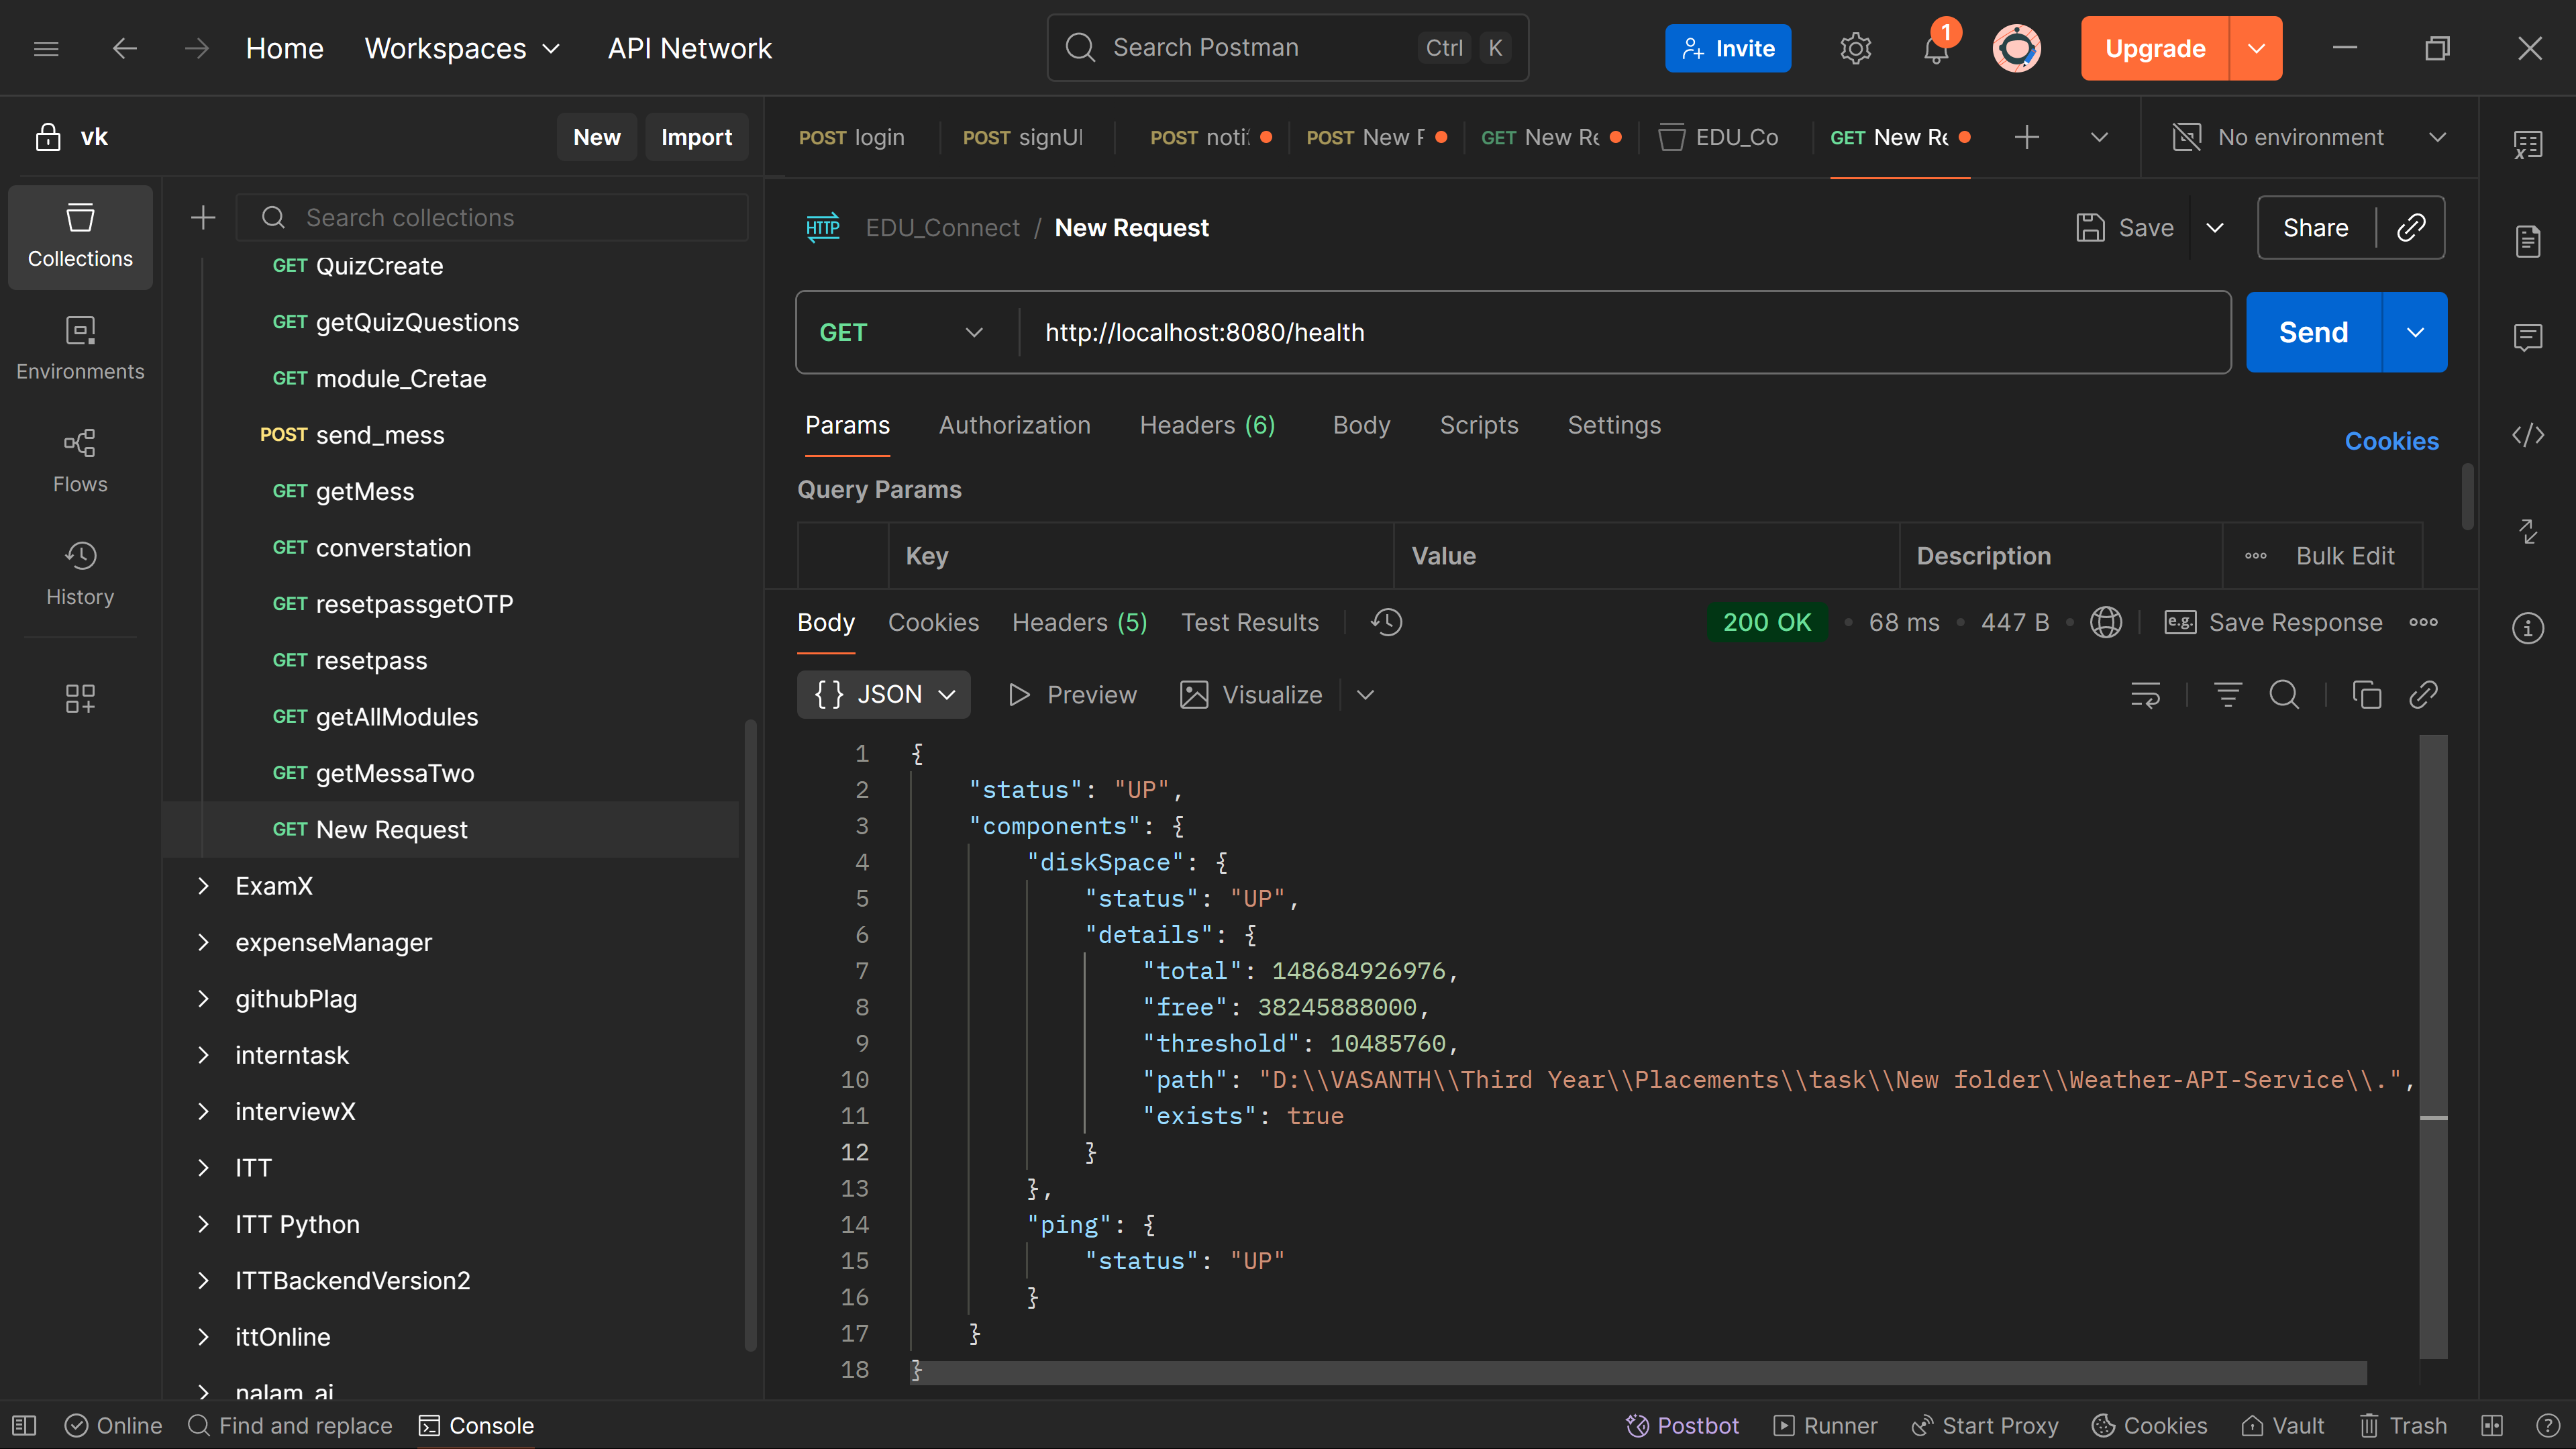 Home Workspaces API Network Search Postman Ctrl K Invite 1 Upgrade
vk New Import
POST login POST signUI POST noti POST New F GET New Re EDU_Co GET New Re No environment
Collections
Environments
Flows
History
Search collections
GET QuizCreate
GET getQuizQuestions
GET module_Cretae
POST send_mess
GET getMess
GET converstation
GET resetpassgetOTP
GET resetpass
GET getAllModules
GET getMessaTwo
GET New Request
ExamX
expenseManager
githubPlag
interntask
interviewX
ITT
ITT Python
ITTBackendVersion2
ittOnline
nalam_ai
HTTP EDU_Connect / New Request Save Share
GET http://localhost:8080/health Send
Params Authorization Headers (6) Body Scripts Settings Cookies
Query Params
Key Value Description Bulk Edit
Body Cookies Headers (5) Test Results 200 OK • 68 ms • 447 B • e.g. Save Response
{} JSON Preview Visualize
1 {
2 "status": "UP",
3 "components": {
4 "diskSpace": {
5 "status": "UP",
6 "details": {
7 "total": 148684926976,
8 "free": 38245888000,
9 "threshold": 10485760,
10 "path": "D:\\VASANTH\\Third Year\\Placements\\task\\New folder\\Weather-API-Service\\.",
11 "exists": true
12 }
13 },
14 "ping": {
15 "status": "UP"
16 }
17 }
18 }
Online Find and replace Console Postbot Runner Start Proxy Cookies Vault Trash